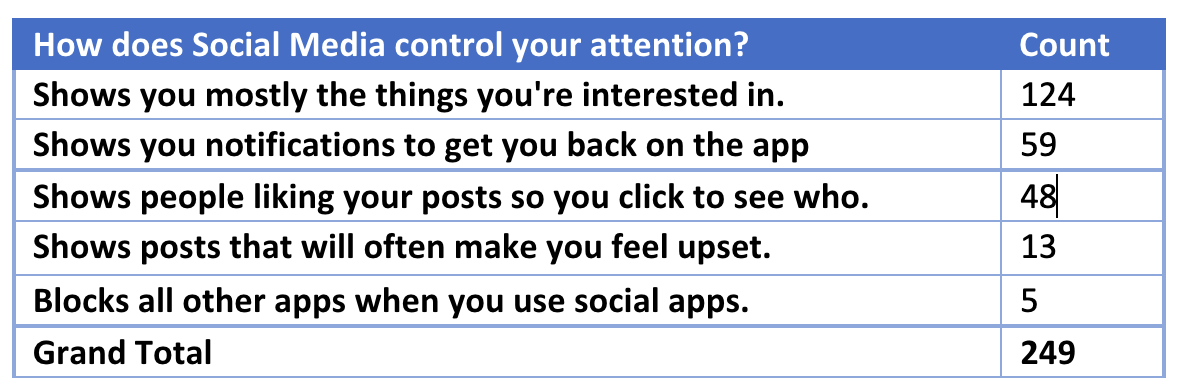 How does Social Media control your attention? Count
Shows you mostly the things you're interested in. 124
Shows you notifications to get you back on the app 59
Shows people liking your posts so you click to see who. 48
Shows posts that will often make you feel upset. 13
Blocks all other apps when you use social apps. 5
Grand Total 249